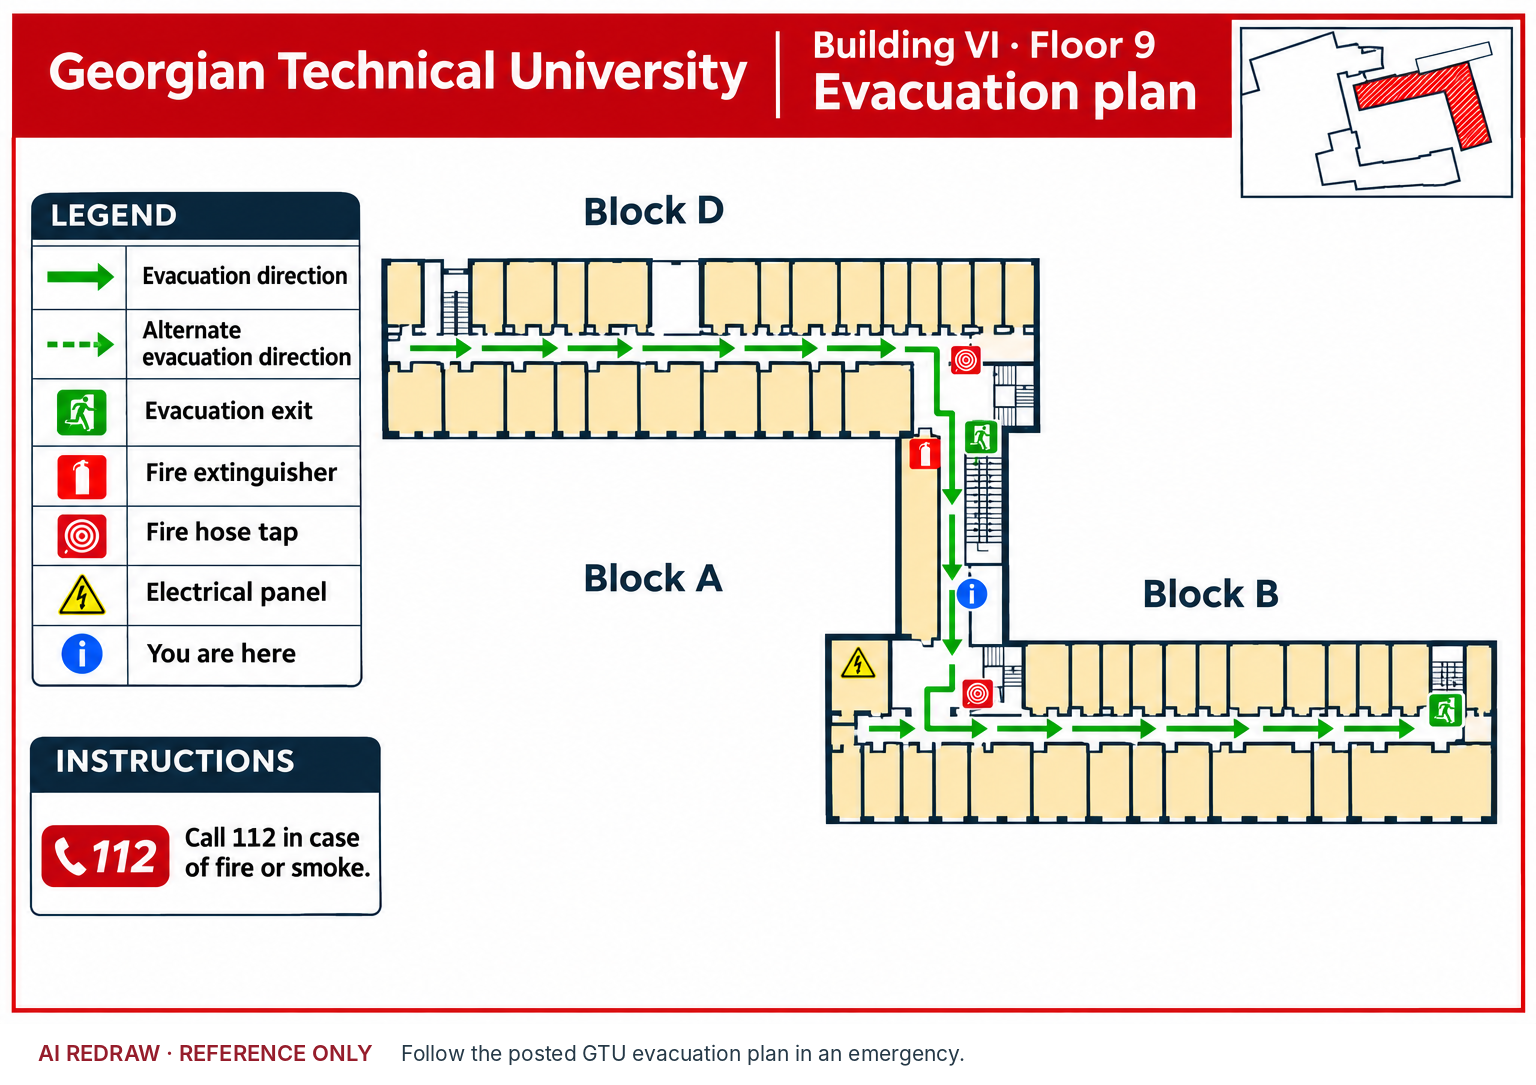 Georgian Technical University
Building VI · Floor 9
Evacuation plan
LEGEND
Evacuation direction
Alternate
evacuation direction
Evacuation exit
Fire extinguisher
Fire hose tap
Electrical panel
i
You are here
INSTRUCTIONS
112
Call 112 in case
of fire or smoke.
Block D
Block A
i
Block B
AI REDRAW · REFERENCE ONLY
Follow the posted GTU evacuation plan in an emergency.